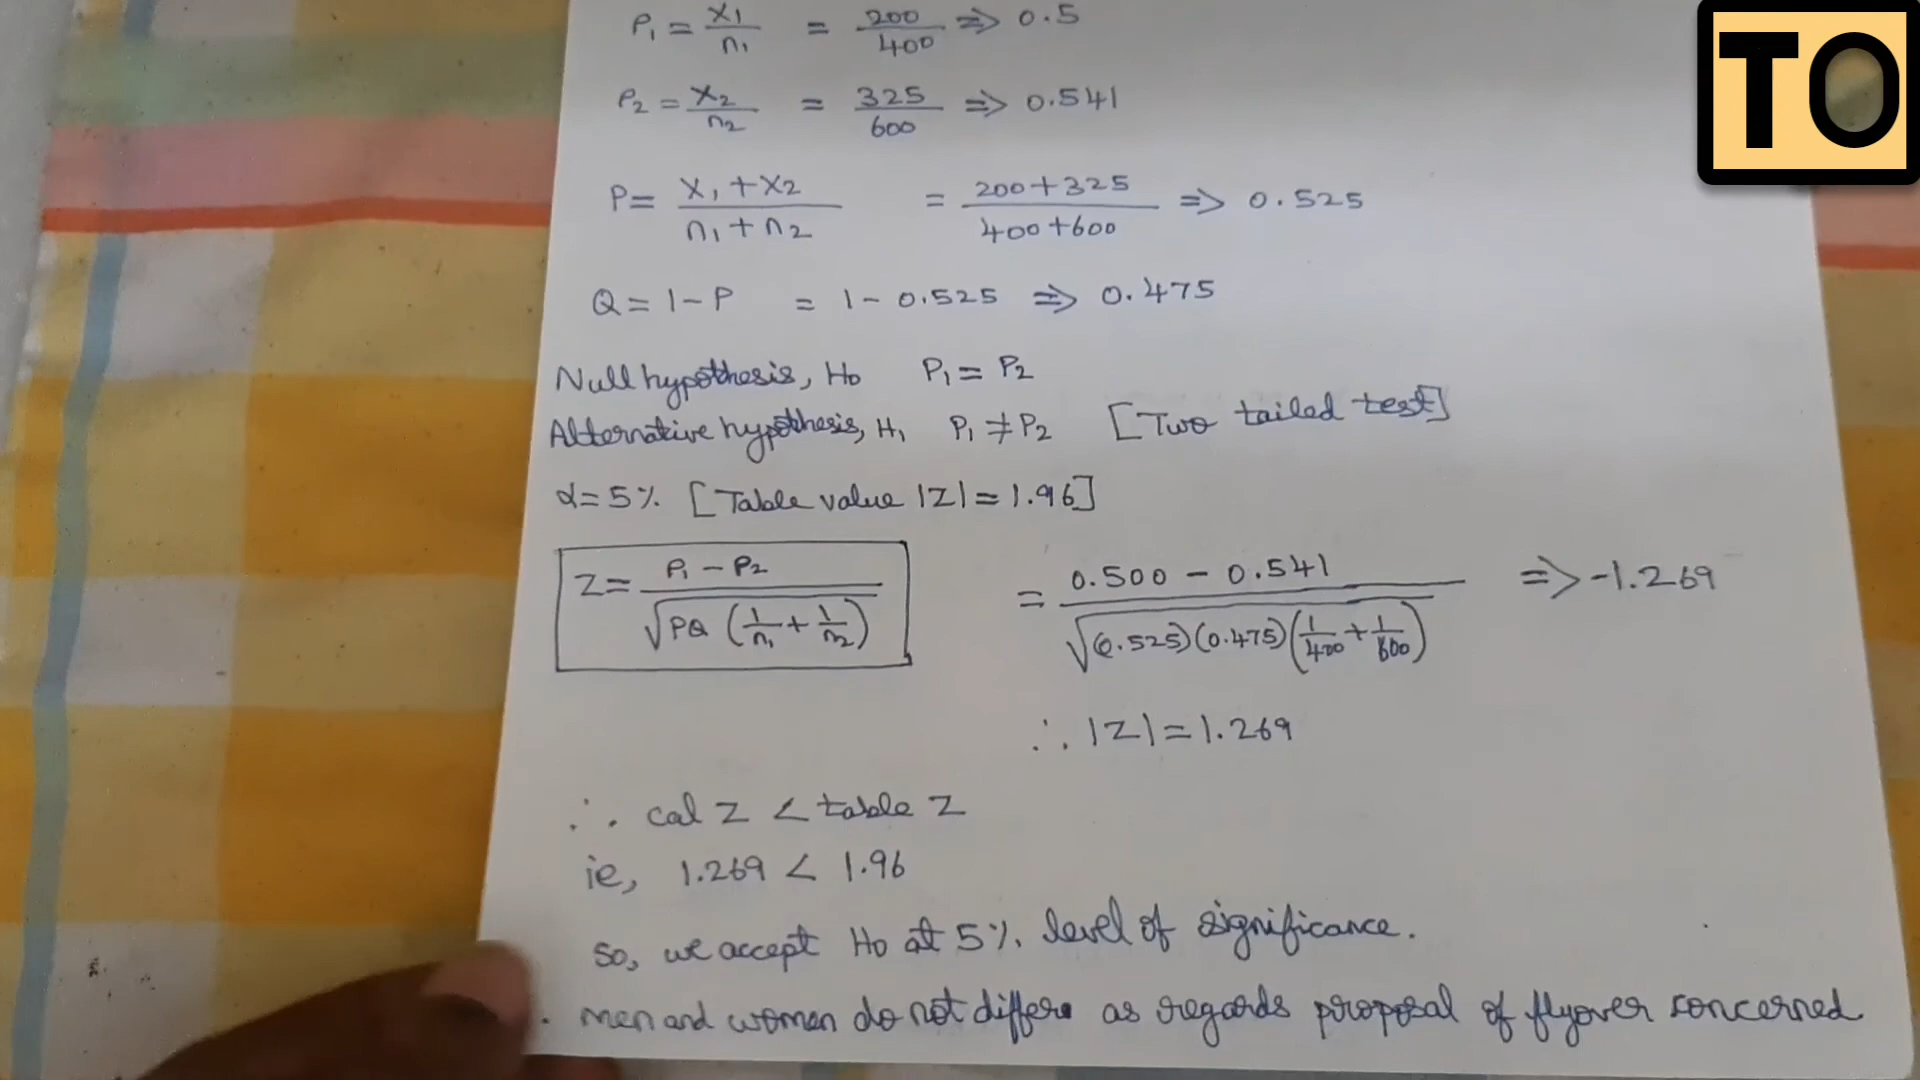 TO
P₁ = X₁/n₁ = 200/400 => 0.5
P₂ = X₂/n₂ = 325/600 => 0.541
P = X₁+X₂/n₁+n₂ = 200+325/400+600 => 0.525
Q = 1-P = 1-0.525 => 0.475
Null hypothesis, H₀ P₁ = P₂
Alternative hypothesis, H₁ P₁ ≠ P₂ [Two tailed test]
α=5% [Table value |Z| = 1.96]
Z = P₁ - P₂/√PQ(1/n₁ + 1/n₂) = 0.500 - 0.541/√(0.525)(0.475)(1/400 + 1/600) => -1.269
∴ |Z| = 1.269
∴ cal Z < table Z
ie, 1.269 < 1.96
So, we accept H₀ at 5%. level of significance.
. men and women do not differ as regards proposal of flyover concerned